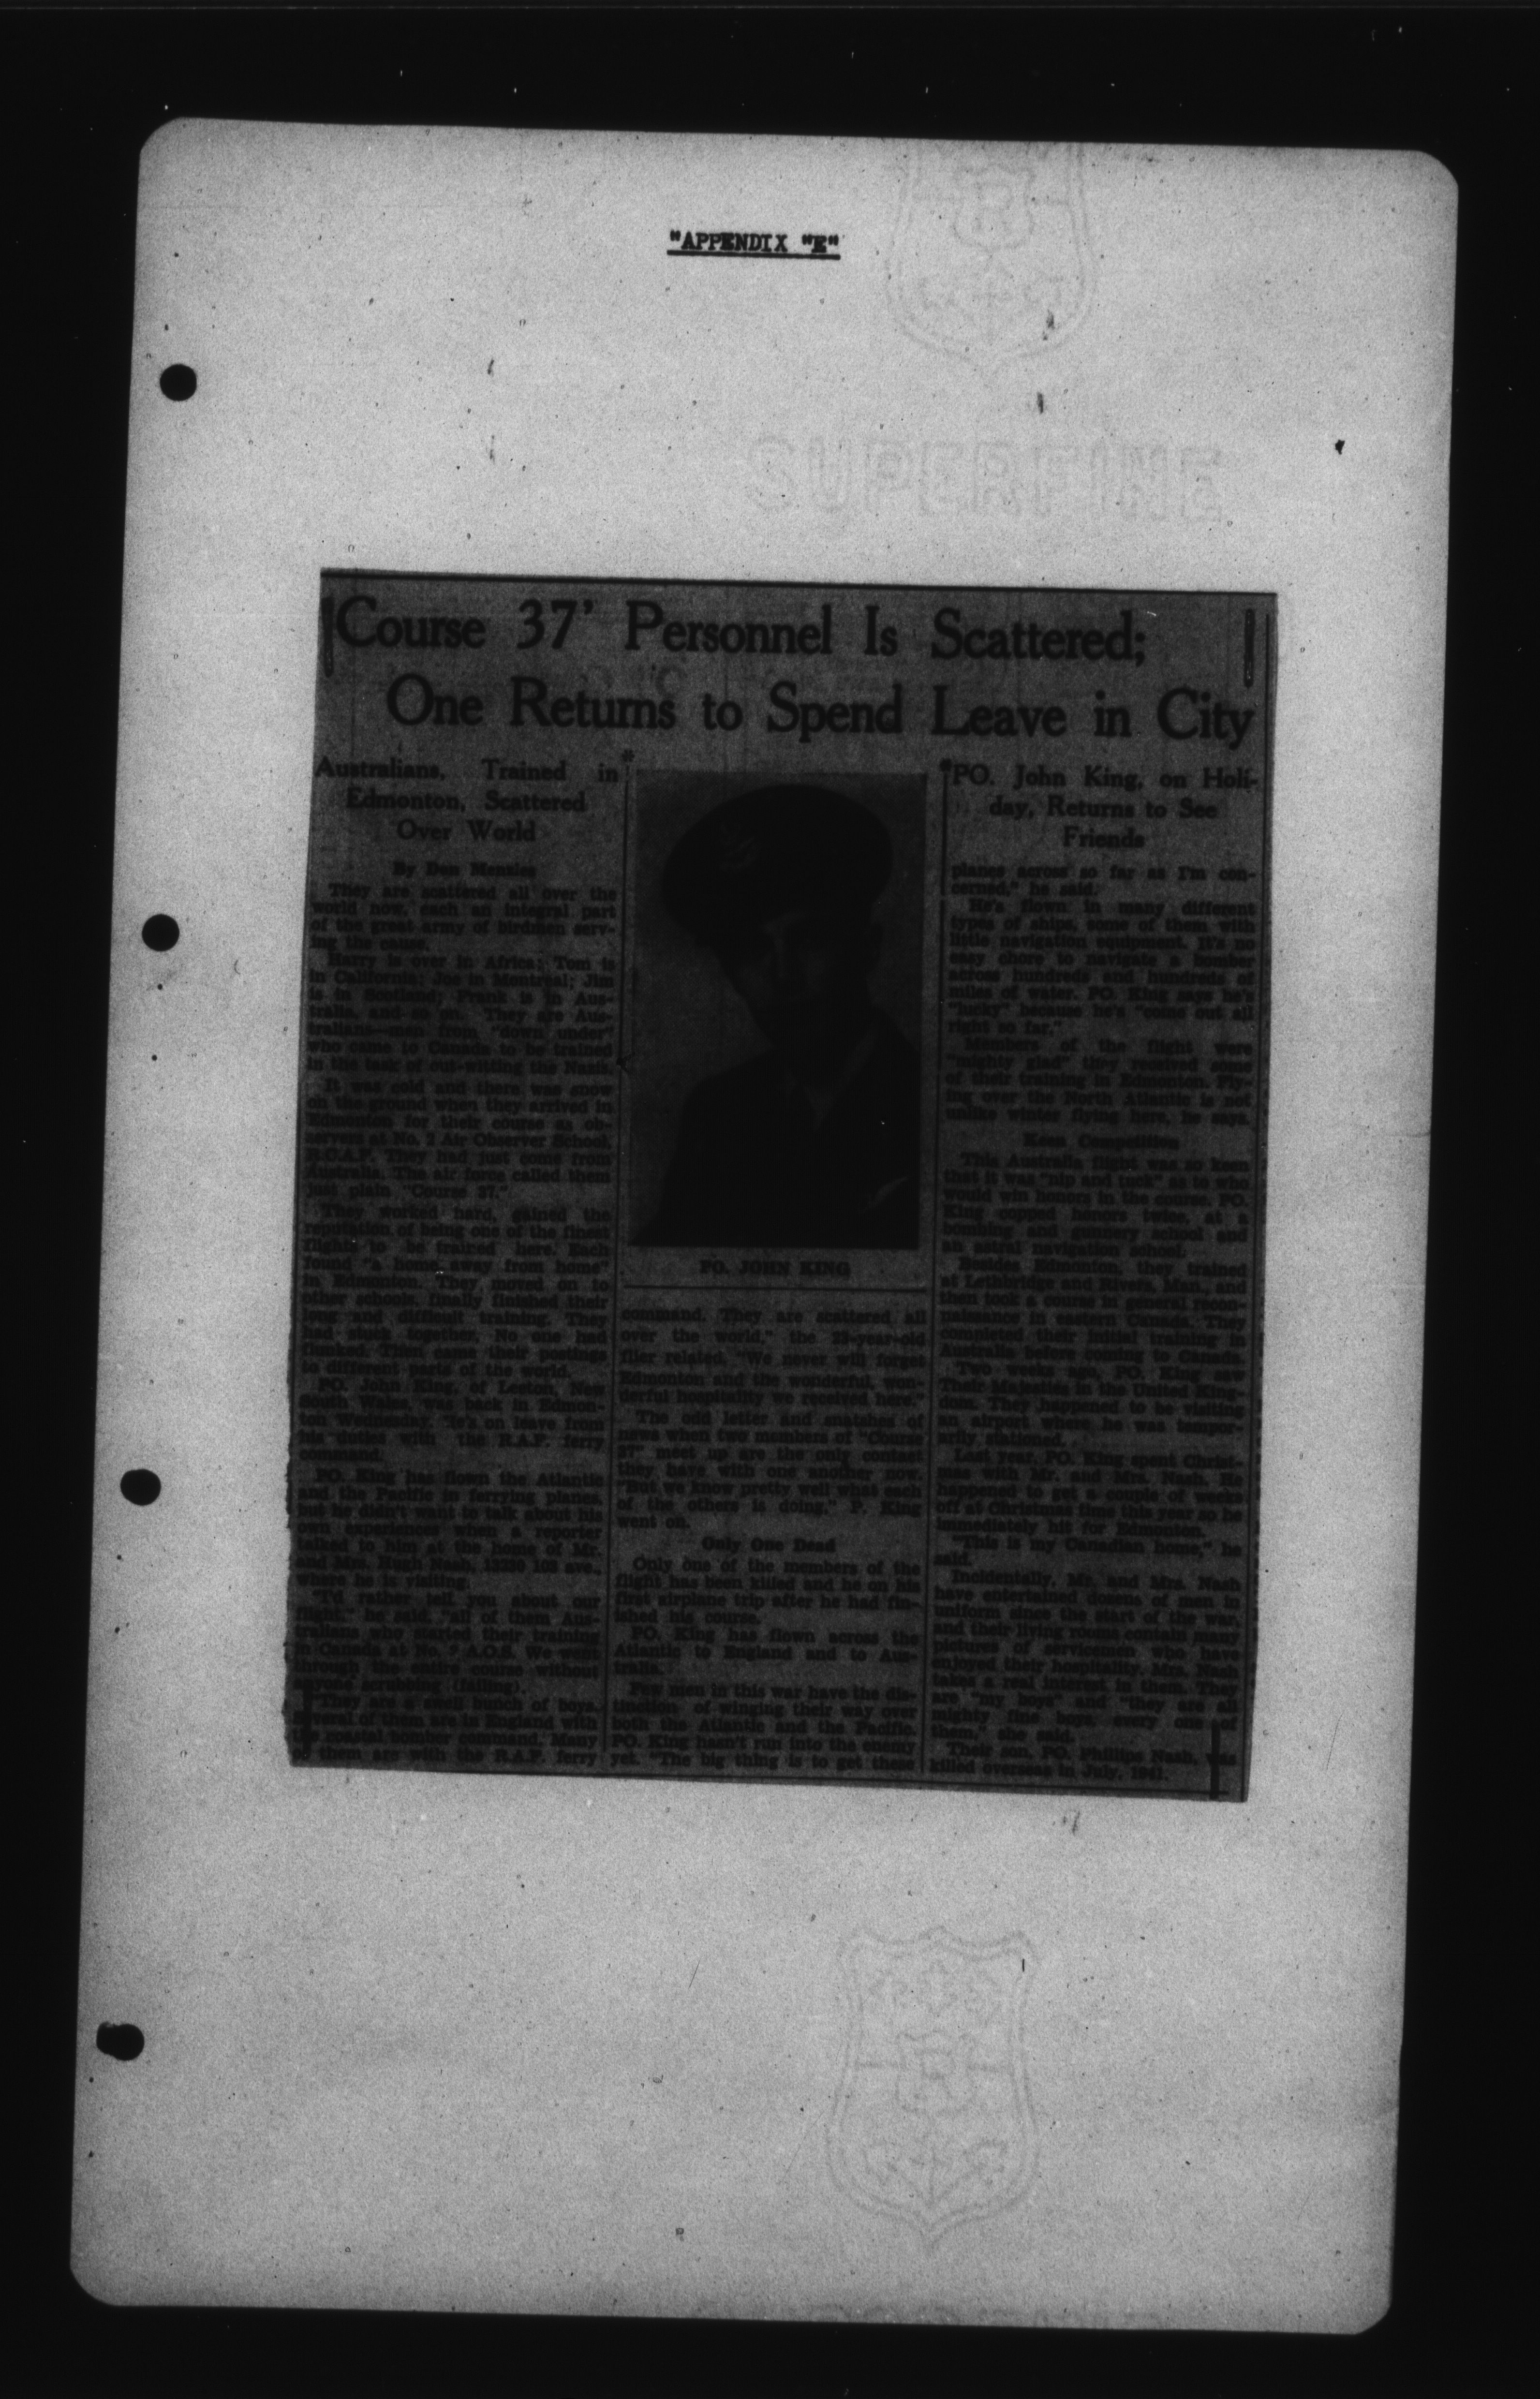 "APPENDIX "E"
SUPERFINE
'Course 37' Personnel Is Scattered;
One Returns to Spend Leave in City
Australians, Trained in
Edmonton, Scattered
Over World
By Don Menzies
They are scattered all over the
world now, each an integral part
of the great army of birdmen serv-
ing the cause.
Harry is over in Africa; Tom is
in California; Joe in Montreal; Jim
is in Scotland; Frank is in Aus-
tralia, and so on. They are Aus-
tralians—men from "down under"
who came to Canada to be trained
in the task of out-witting the Nazis.
It was cold and there was snow
on the ground when they arrived in
Edmonton for their course as ob-
servers at No. 2 Air Observer School,
R.C.A.F. They had just come from
Australia. The air force called them
just plain "Course 37."
They worked hard, gained the
reputation of being one of the finest
flights to be trained here. Each
found "a home away from home"
in Edmonton. They moved on to
other schools, finally finished their
long and difficult training. They
had stuck together. No one had
flunked. Then came their postings
to different parts of the world.
PO. John King, of Leeton, New
South Wales, was back in Edmon-
ton Wednesday. He's on leave from
his duties with the R.A.F. ferry
command.
PO. King has flown the Atlantic
and the Pacific in ferrying planes,
but he didn't want to talk about his
own experiences when a reporter
talked to him at the home of Mr.
and Mrs. Hugh Nash, 103 ave.,
where he is visiting.
"I'd rather tell you about our
flight," he said, "all of them Aus-
tralians who started their training
in Canada at No. 2 A.O.S. We went
through the entire course without
anyone scrubbing (failing).
"They are a swell bunch of boys.
Several of them are in England with
the coastal bomber command. Many
of them are with the R.A.F. ferry
PO. JOHN KING
command. They are scattered all
over the world," the year-old
flier related. "We never will forget
Edmonton and the wonderful, won-
derful hospitality we received here."
The odd letter and snatches of
news when two members of "Course
37" meet up are the only contact
they have with one another now.
"But we know pretty well what each
of the others is doing," P. King
went on.
Only One Dead
Only one of the members of the
flight has been killed and he on his
first airplane trip after he had fin-
ished his course.
PO. King has flown across the
Atlantic to England and to Aus-
tralia.
Few men in this war have the dis-
tinction of winging their way over
both the Atlantic and the Pacific.
PO. King hasn't run into the enemy
yet. "The big thing is to get these
PO. John King, on Holi-
day, Returns to See
Friends
planes across so far as I'm con-
cerned," he said.
He's flown in many different
types of ships, some of them with
little navigation equipment. It's no
easy chore to navigate a bomber
across hundreds and hundreds of
miles of water. PO. King says he's
"lucky" because he's "come out all
right so far."
Members of the flight were
"mighty glad" they received some
of their training in Edmonton. Fly-
ing over the North Atlantic is not
unlike winter flying here, he says.
Keen Competition
This Australia flight was so keen
that it was "nip and tuck" as to who
would win honors in the course. PO.
King copped honors twice, at a
bombing and gunnery school and
an astral navigation school.
Besides Edmonton, they trained
at Lethbridge and Rivers, Man., and
then took a course in general recon-
naissance in eastern Canada. They
completed their initial training in
Australia before coming to Canada.
Two weeks ago, PO. King saw
Their Majesties in the United King-
dom. They happened to be visiting
an airport where he was tempor-
arily stationed.
Last year, PO. King spent Christ-
mas with Mr. and Mrs. Nash. He
happened to get a couple of weeks
off at Christmas time this year so he
immediately hit for Edmonton.
"This is my Canadian home," he
said.
Incidentally, Mr. and Mrs. Nash
have entertained dozens of men in
uniform since the start of the war,
and their living rooms contain many
pictures of servicemen who have
enjoyed their hospitality. Mrs. Nash
takes a real interest in them. They
are "my boys" and "they are all
mighty fine boys, every one of
them," she said.
Their son, PO. Phillips Nash, was
killed overseas in July, 1941.